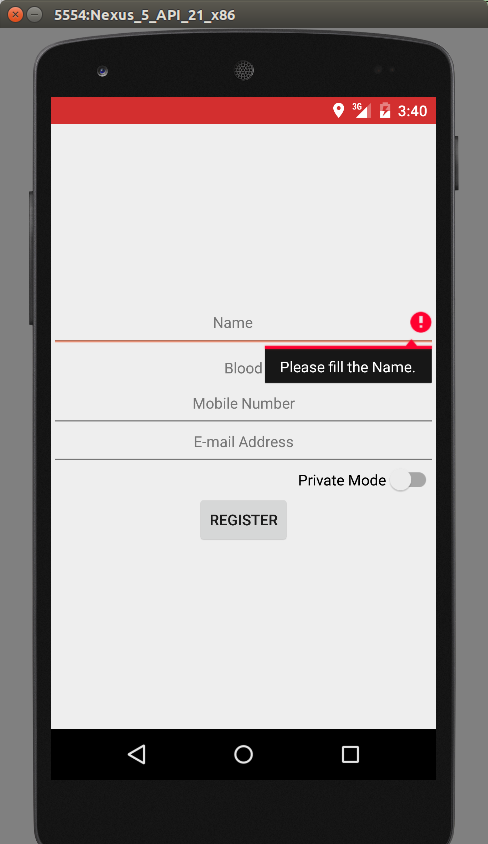 5554:Nexus_5_API_21_x86
3G 3:40
Name
Please fill the Name.
Blood
Mobile Number
E-mail Address
Private Mode
REGISTER